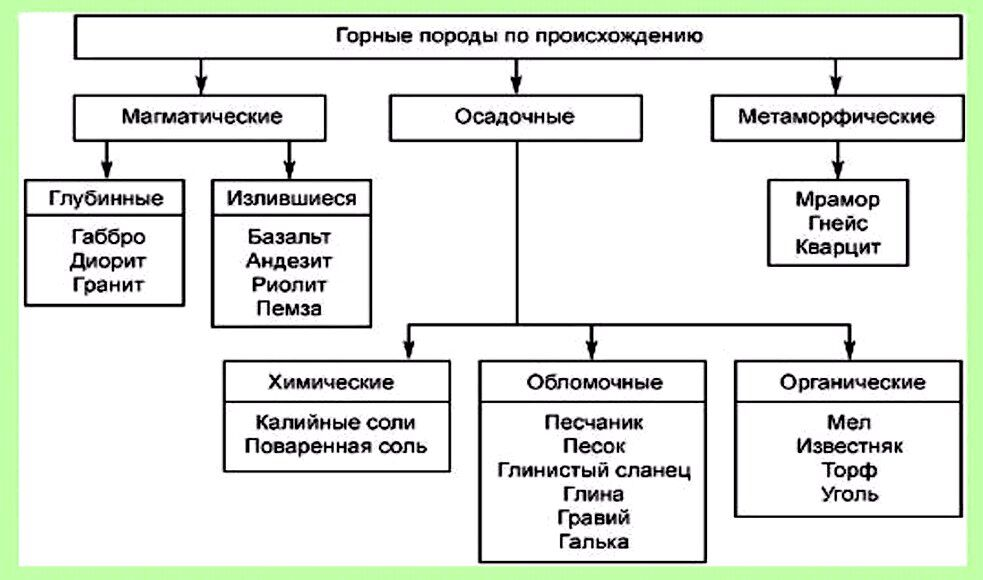 Горные породы по происхождению
Магматические
Осадочные
Метаморфические
Глубинные
Габбро
Диорит
Гранит
Излившиеся
Базальт
Андезит
Риолит
Пемза
Мрамор
Гнейс
Кварцит
Химические
Калийные соли
Поваренная соль
Обломочные
Песчаник
Песок
Глинистый сланец
Глина
Гравий
Галька
Органические
Мел
Известняк
Торф
Уголь